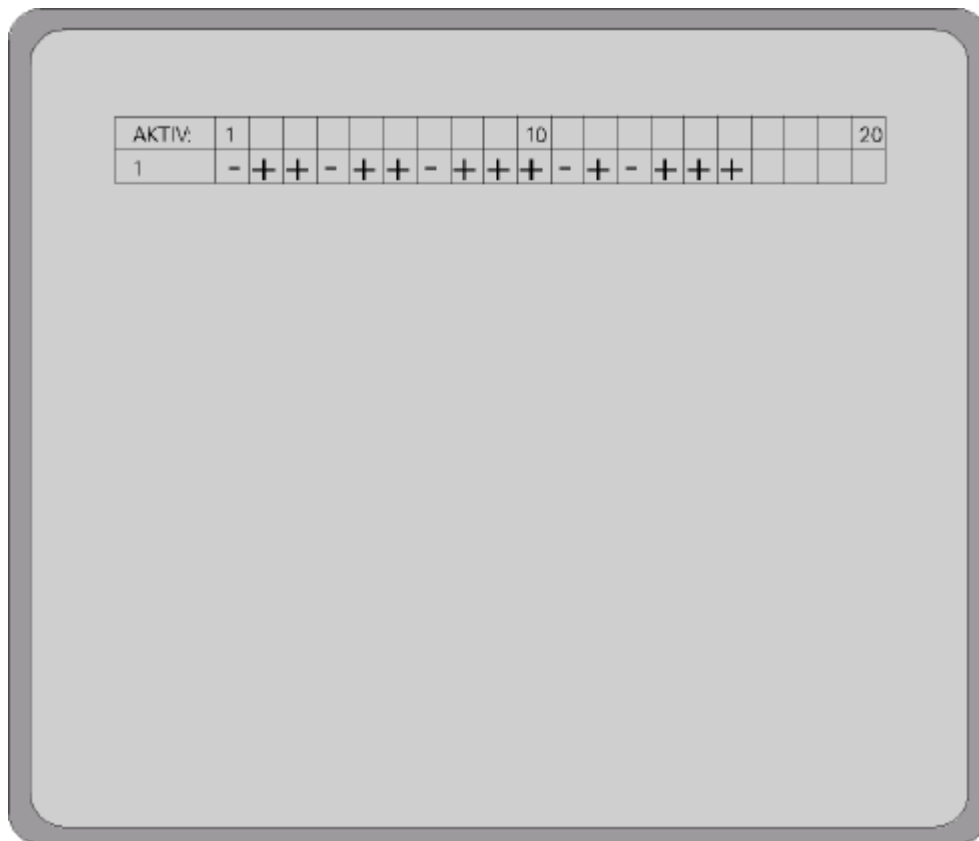 AKTIV: 1 10 20
1 - + + - + + - + + + - + - + + +